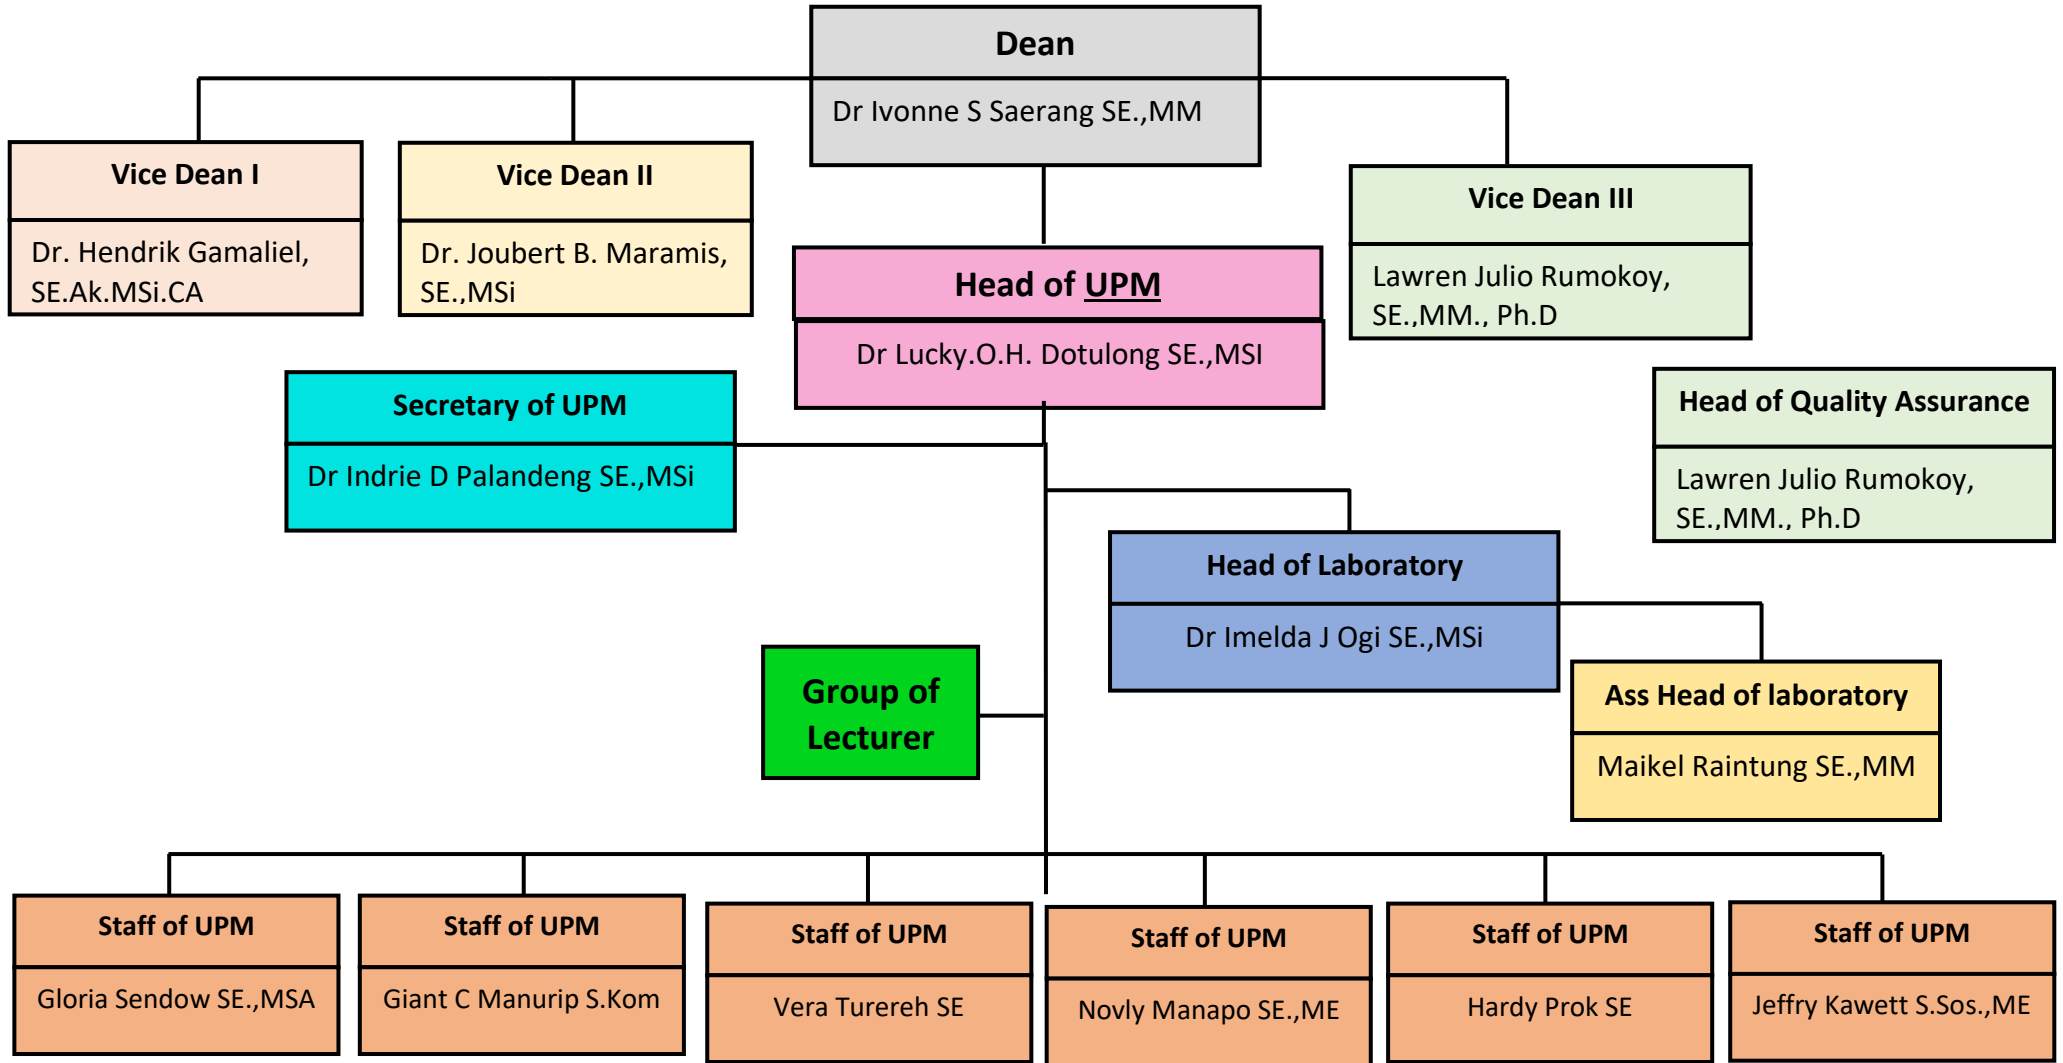 Dean
Dr Ivonne S Saerang SE.,MM
Vice Dean I
Dr. Hendrik Gamaliel,
SE.Ak.MSi.CA
Vice Dean II
Dr. Joubert B. Maramis,
SE.,MSi
Vice Dean III
Lawren Julio Rumokoy,
SE.,MM., Ph.D
Head of UPM
Dr Lucky.O.H. Dotulong SE.,MSI
Secretary of UPM
Dr Indrie D Palandeng SE.,MSi
Head of Quality Assurance
Lawren Julio Rumokoy,
SE.,MM., Ph.D
Head of Laboratory
Dr Imelda J Ogi SE.,MSi
Group of
Lecturer
Ass Head of laboratory
Maikel Raintung SE.,MM
Staff of UPM
Gloria Sendow SE.,MSA
Staff of UPM
Giant C Manurip S.Kom
Staff of UPM
Vera Turereh SE
Staff of UPM
Novly Manapo SE.,ME
Staff of UPM
Hardy Prok SE
Staff of UPM
Jeffry Kawett S.Sos.,ME